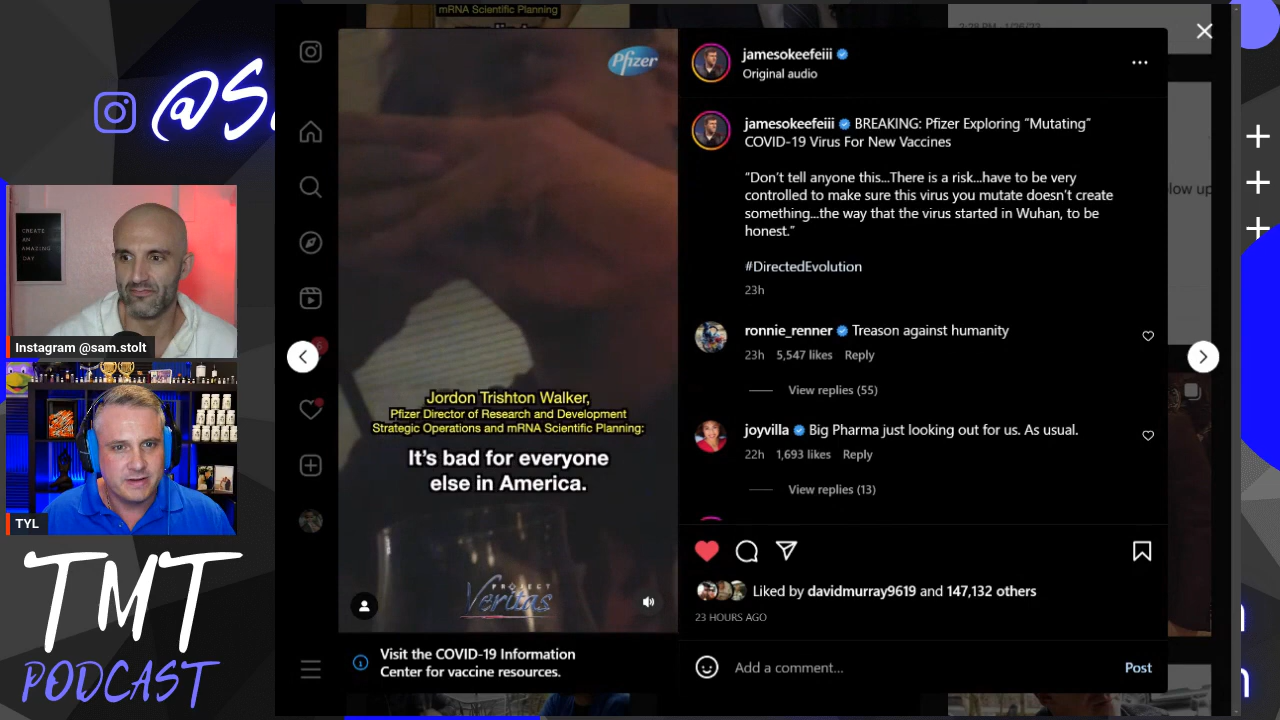 @S
CREATE
AN
AMAZING
DAY
Instagram @sam.stolt
TYL
TMT
PODCAST
mRNA Scientific Planning
Pfizer
Jordon Trishton Walker,
Pfizer Director of Research and Development
Strategic Operations and mRNA Scientific Planning:
It's bad for everyone
else in America.
PROJECT
Veritas
Visit the COVID-19 Information
Center for vaccine resources.
jamesokeefeiii
Original audio
jamesokeefeiii BREAKING: Pfizer Exploring "Mutating"
COVID-19 Virus For New Vaccines
"Don't tell anyone this...There is a risk...have to be very
controlled to make sure this virus you mutate doesn't create
something...the way that the virus started in Wuhan, to be
honest."
#DirectedEvolution
23h
ronnie_renner Treason against humanity
23h 5,547 likes Reply
View replies (55)
joyvilla Big Pharma just looking out for us. As usual.
22h 1,693 likes Reply
View replies (13)
Liked by davidmurray9619 and 147,132 others
23 HOURS AGO
Add a comment...
Post
low up